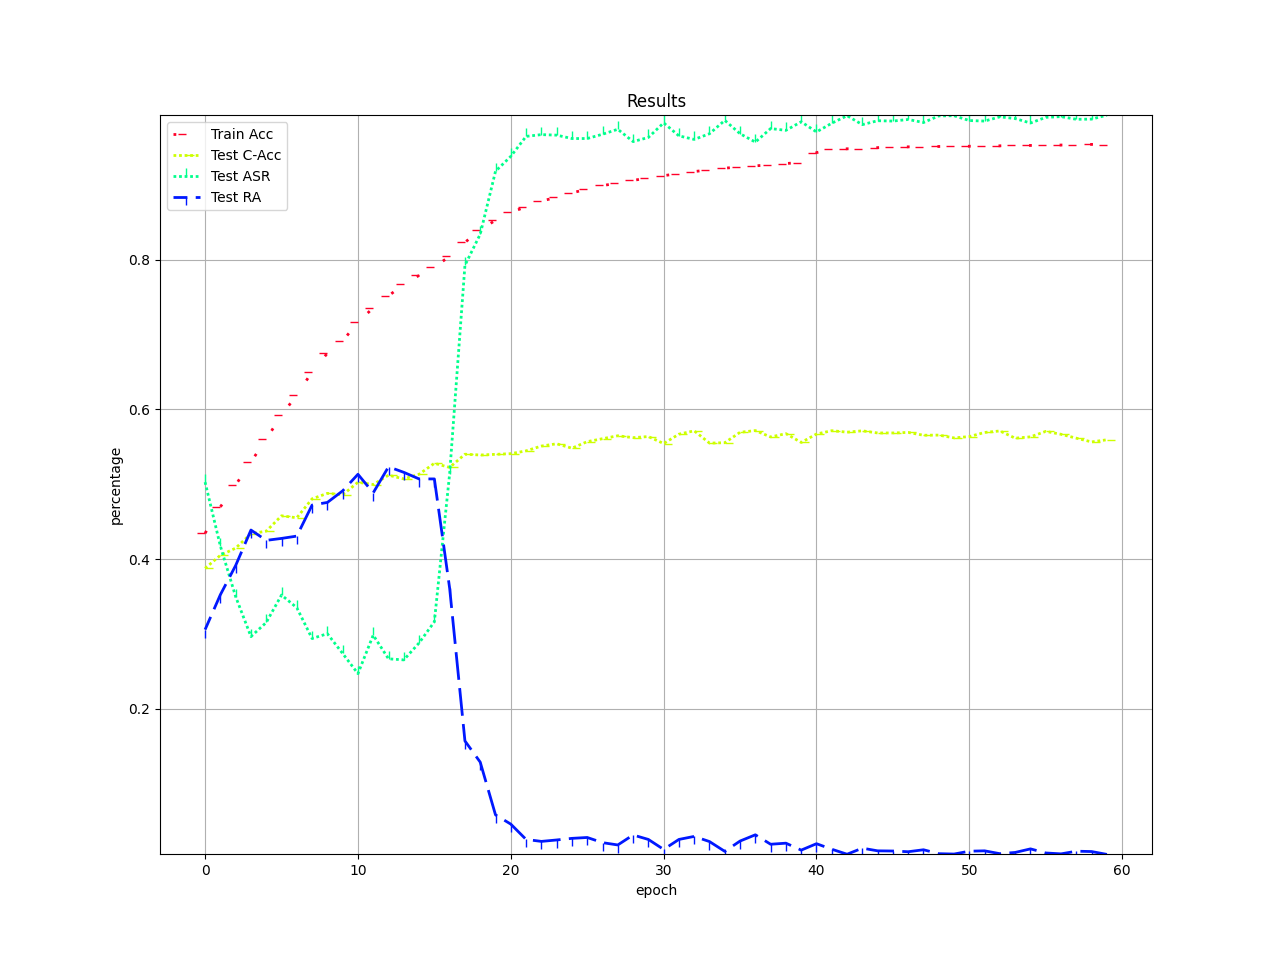 Results
Train Acc
Test C-Acc
Test ASR
Test RA
percentage
0.8
0.6
0.4
0.2
0 10 20 30 40 50 60
epoch